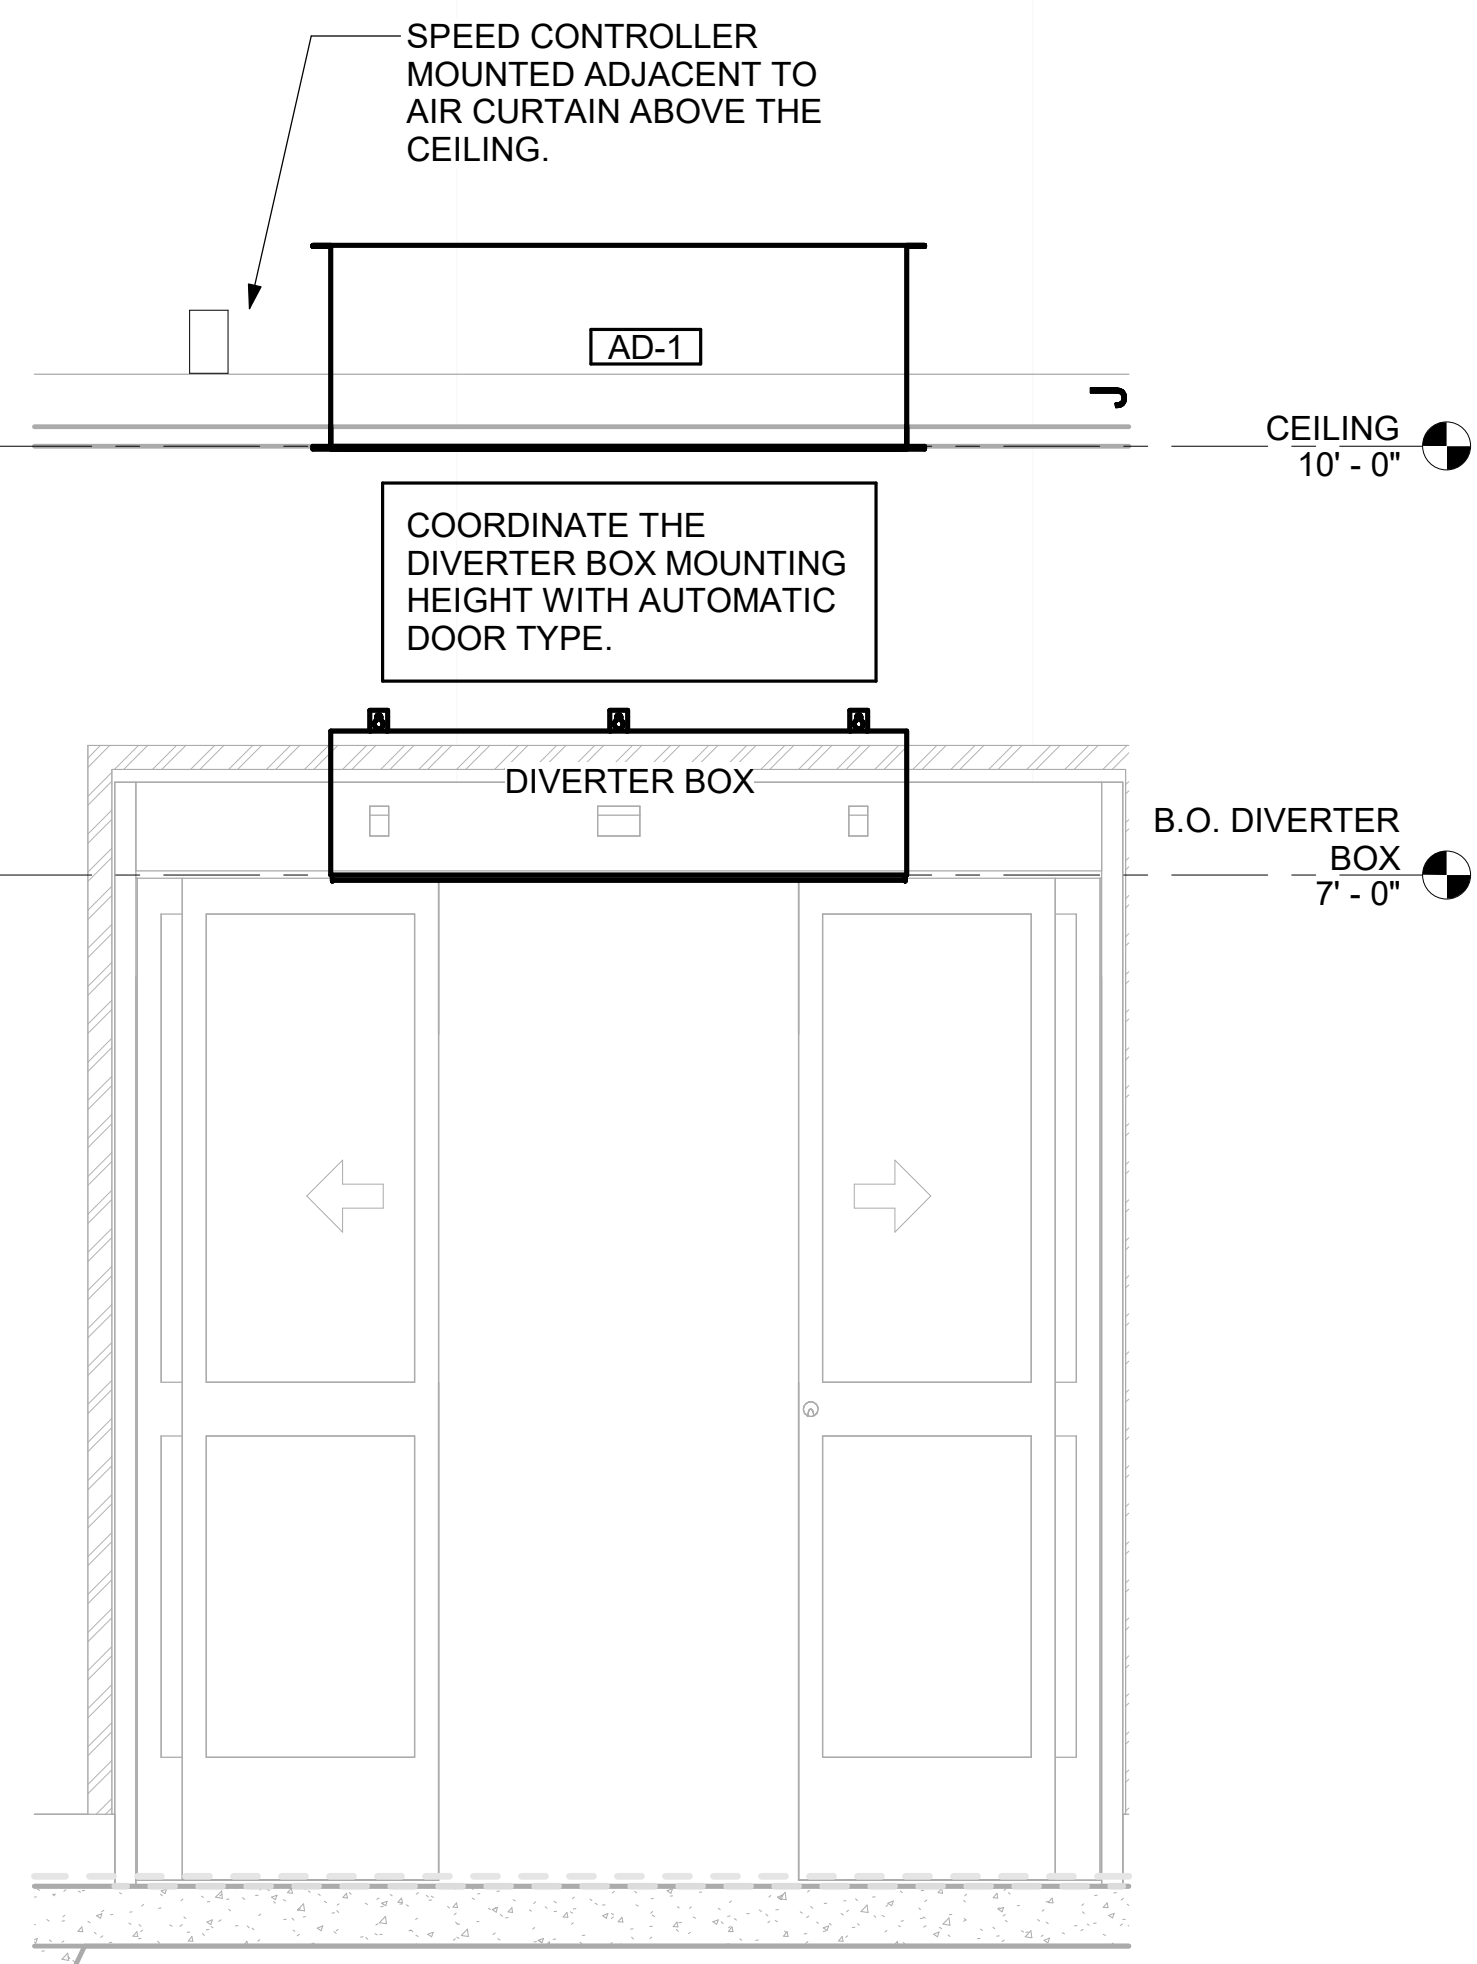 SPEED CONTROLLER
MOUNTED ADJACENT TO
AIR CURTAIN ABOVE THE
CEILING.
AD-1
CEILING
10' - 0"
COORDINATE THE
DIVERTER BOX MOUNTING
HEIGHT WITH AUTOMATIC
DOOR TYPE.
DIVERTER BOX
B.O. DIVERTER
BOX
7' - 0"